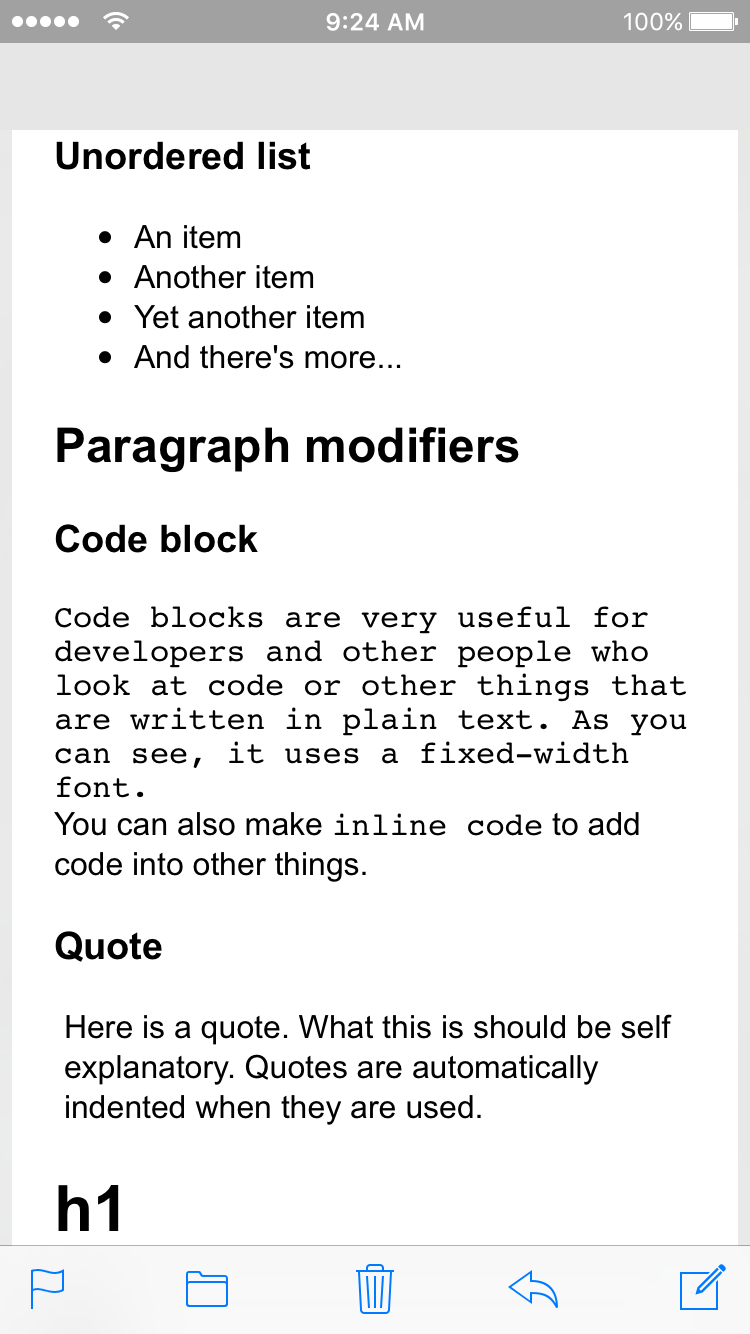 9:24 AM
100%
Unordered list
• An item
• Another item
• Yet another item
• And there's more...
Paragraph modifiers
Code block
Code blocks are very useful for
developers and other people who
look at code or other things that
are written in plain text. As you
can see, it uses a fixed-width
font.
You can also make inline code to add
code into other things.
Quote
Here is a quote. What this is should be self
explanatory. Quotes are automatically
indented when they are used.
h1